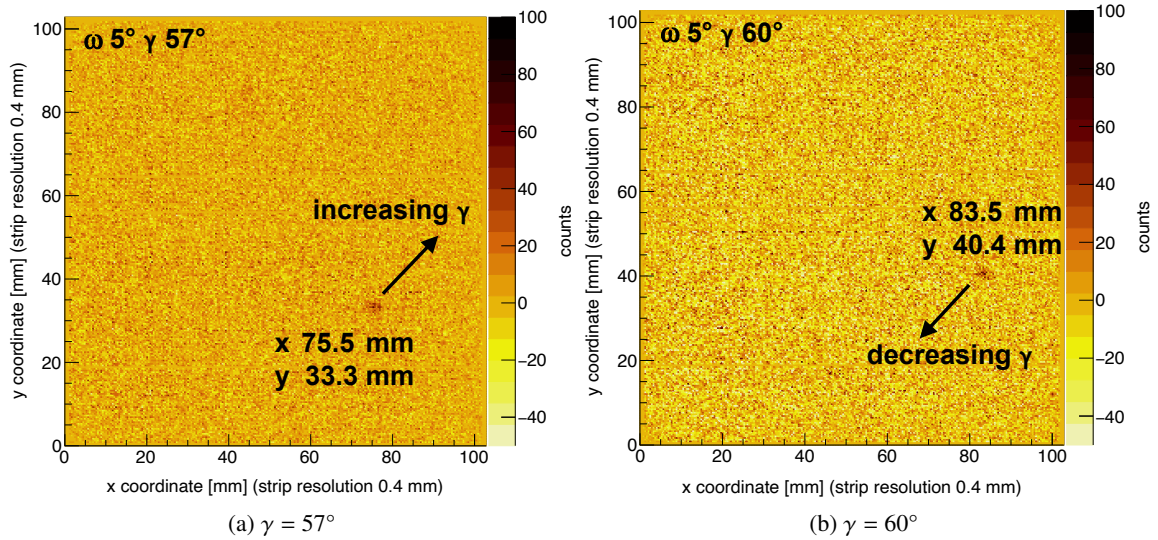 ω 5° γ 57°
increasing γ
x 75.5 mm
y 33.3 mm
y coordinate [mm] (strip resolution 0.4 mm)
100
80
60
40
20
0
0 20 40 60 80 100
x coordinate [mm] (strip resolution 0.4 mm)
100
80
60
40
20
0
−20
−40
counts
(a) γ = 57°
ω 5° γ 60°
x 83.5 mm
y 40.4 mm
decreasing γ
y coordinate [mm] (strip resolution 0.4 mm)
100
80
60
40
20
0
0 20 40 60 80 100
x coordinate [mm] (strip resolution 0.4 mm)
100
80
60
40
20
0
−20
−40
counts
(b) γ = 60°